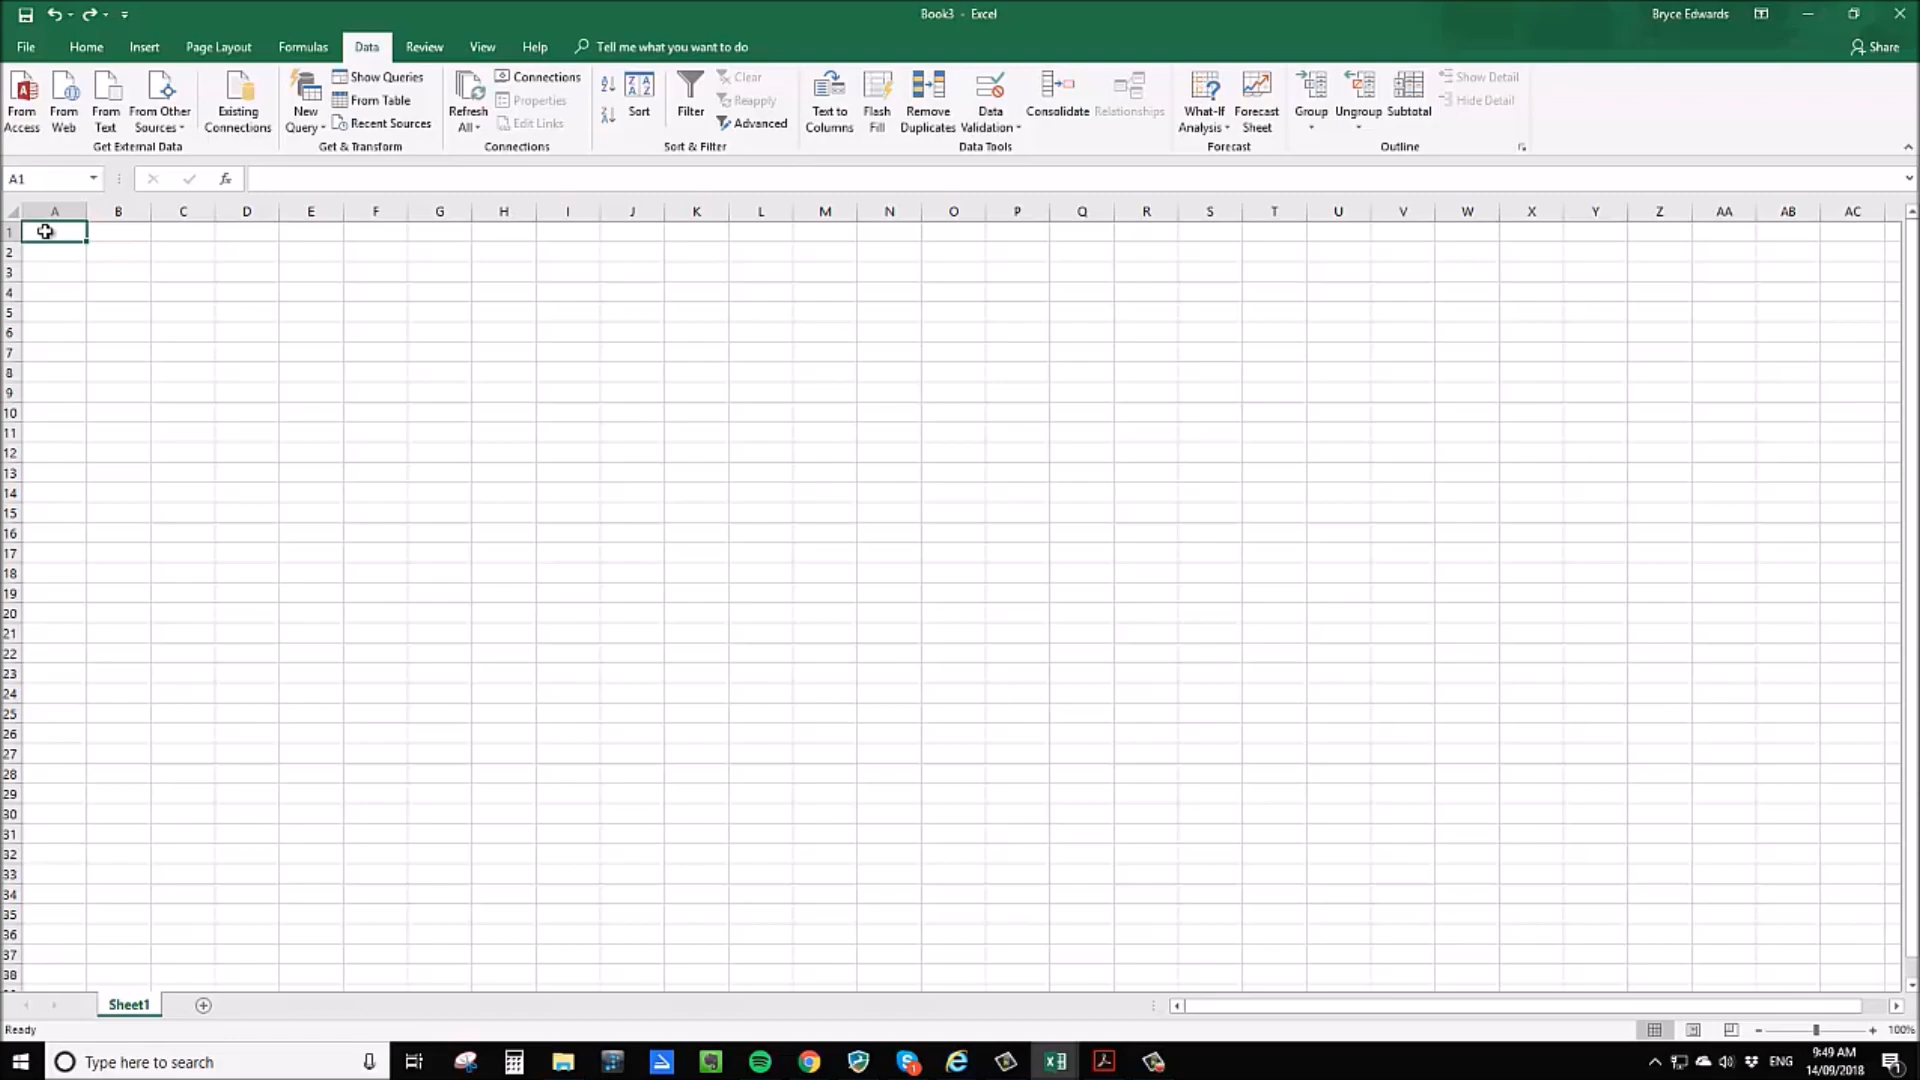 Book3 - Excel
Bryce Edwards
File Home Insert Page Layout Formulas Data Review View Help Tell me what you want to do Share
From Access
From Web
From Text
From Other Sources
Existing Connections
Get External Data
New Query
Show Queries
From Table
Recent Sources
Get & Transform
Refresh All
Connections
Properties
Edit Links
Connections
Sort
Filter
Clear
Reapply
Advanced
Sort & Filter
Text to Columns
Flash Fill
Remove Duplicates
Data Validation
Consolidate
Relationships
Data Tools
What-If Analysis
Forecast Sheet
Forecast
Group
Ungroup
Subtotal
Show Detail
Hide Detail
Outline
A1 fx
A B C D E F G H I J K L M N O P Q R S T U V W X Y Z AA AB AC
1
2
3
4
5
6
7
8
9
10
11
12
13
14
15
16
17
18
19
20
21
22
23
24
25
26
27
28
29
30
31
32
33
34
35
36
37
38
Sheet1
Ready
100%
Type here to search
ENG
9:49 AM
14/09/2018